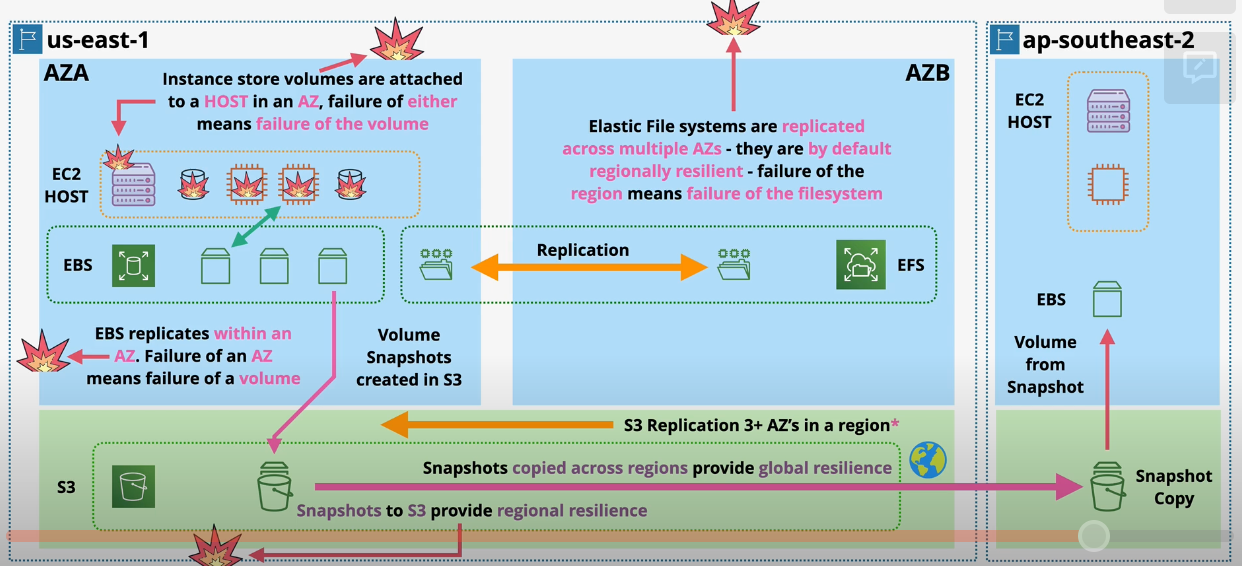 us-east-1
AZA
Instance store volumes are attached
to a HOST in an AZ, failure of either
means failure of the volume
EC2
HOST
EBS
EBS replicates within an
AZ. Failure of an AZ
means failure of a volume
Volume
Snapshots
created in S3
AZB
Elastic File systems are replicated
across multiple AZs - they are by default
regionally resilient - failure of the
region means failure of the filesystem
Replication
EFS
S3 Replication 3+ AZ's in a region*
S3
Snapshots copied across regions provide global resilience
Snapshots to S3 provide regional resilience
ap-southeast-2
EC2
HOST
EBS
Volume
from
Snapshot
Snapshot
Copy